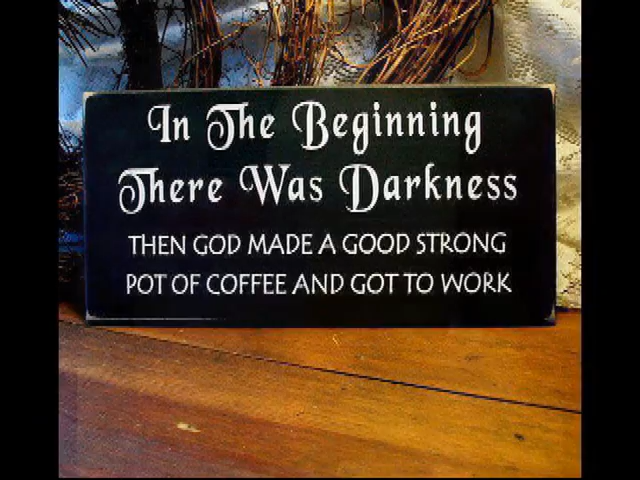 In The Beginning
There Was Darkness
THEN GOD MADE A GOOD STRONG
POT OF COFFEE AND GOT TO WORK